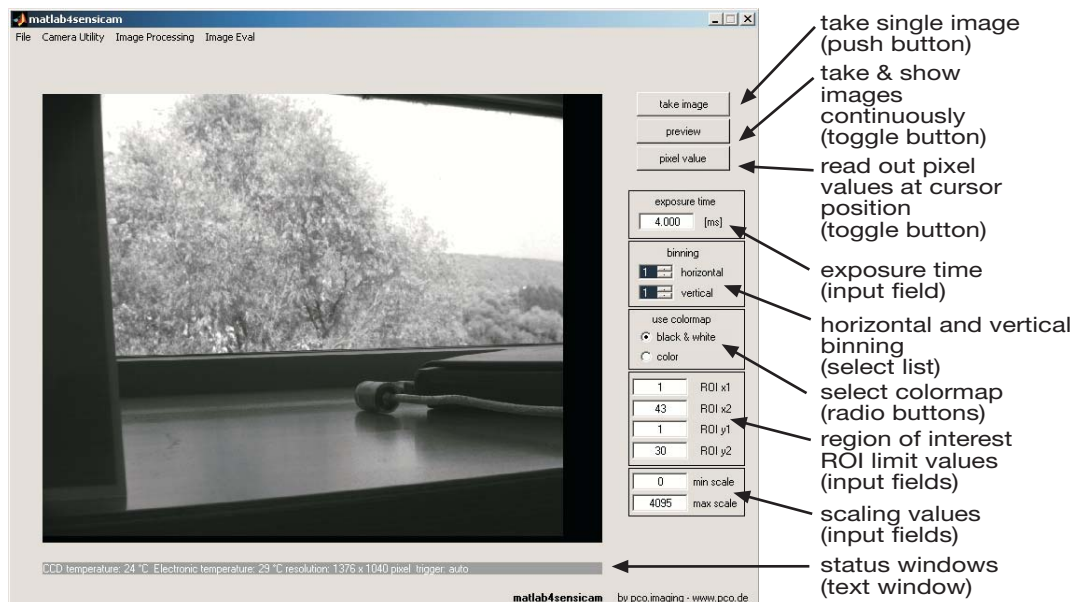 matlab4sensicam
File Camera Utility Image Processing Image Eval
take image
preview
pixel value
exposure time
4.000 [ms]
binning
1 horizontal
1 vertical
use colormap
black & white
color
1 ROI x1
43 ROI x2
1 ROI y1
30 ROI y2
0 min scale
4095 max scale
CCD temperature: 24 °C Electronic temperature: 29 °C resolution: 1376 x 1040 pixel trigger: auto
matlab4sensicam by pco.imaging - www.pco.de
take single image
(push button)
take & show
images
continuously
(toggle button)
read out pixel
values at cursor
position
(toggle button)
exposure time
(input field)
horizontal and vertical
binning
(select list)
select colormap
(radio buttons)
region of interest
ROI limit values
(input fields)
scaling values
(input fields)
status windows
(text window)